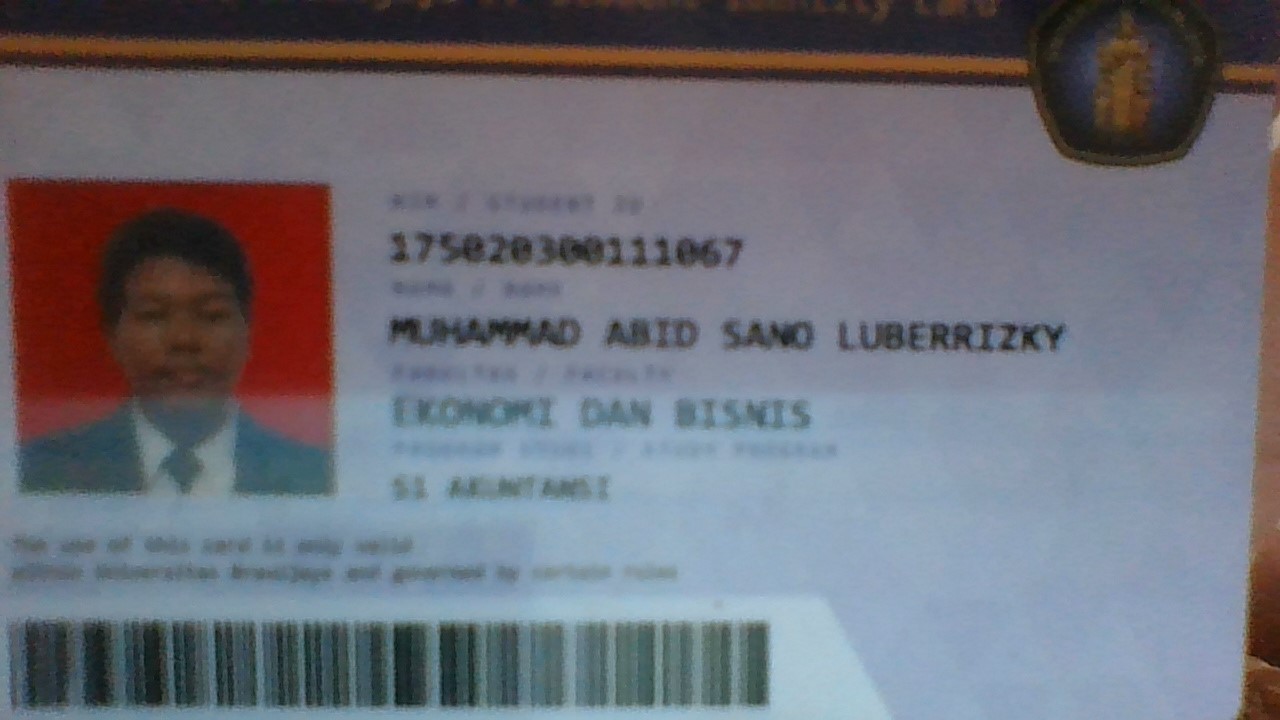 Student Identity Card
NIM / STUDENT ID
175020300111067
NAMA / NAME
MUHAMMAD ABID SANO LUBERRIZKY
FAKULTAS / FACULTY
EKONOMI DAN BISNIS
PROGRAM STUDI / STUDY PROGRAM
S1 AKUNTANSI
The use of this card is only valid
within Universitas Brawijaya and governed by certain rules